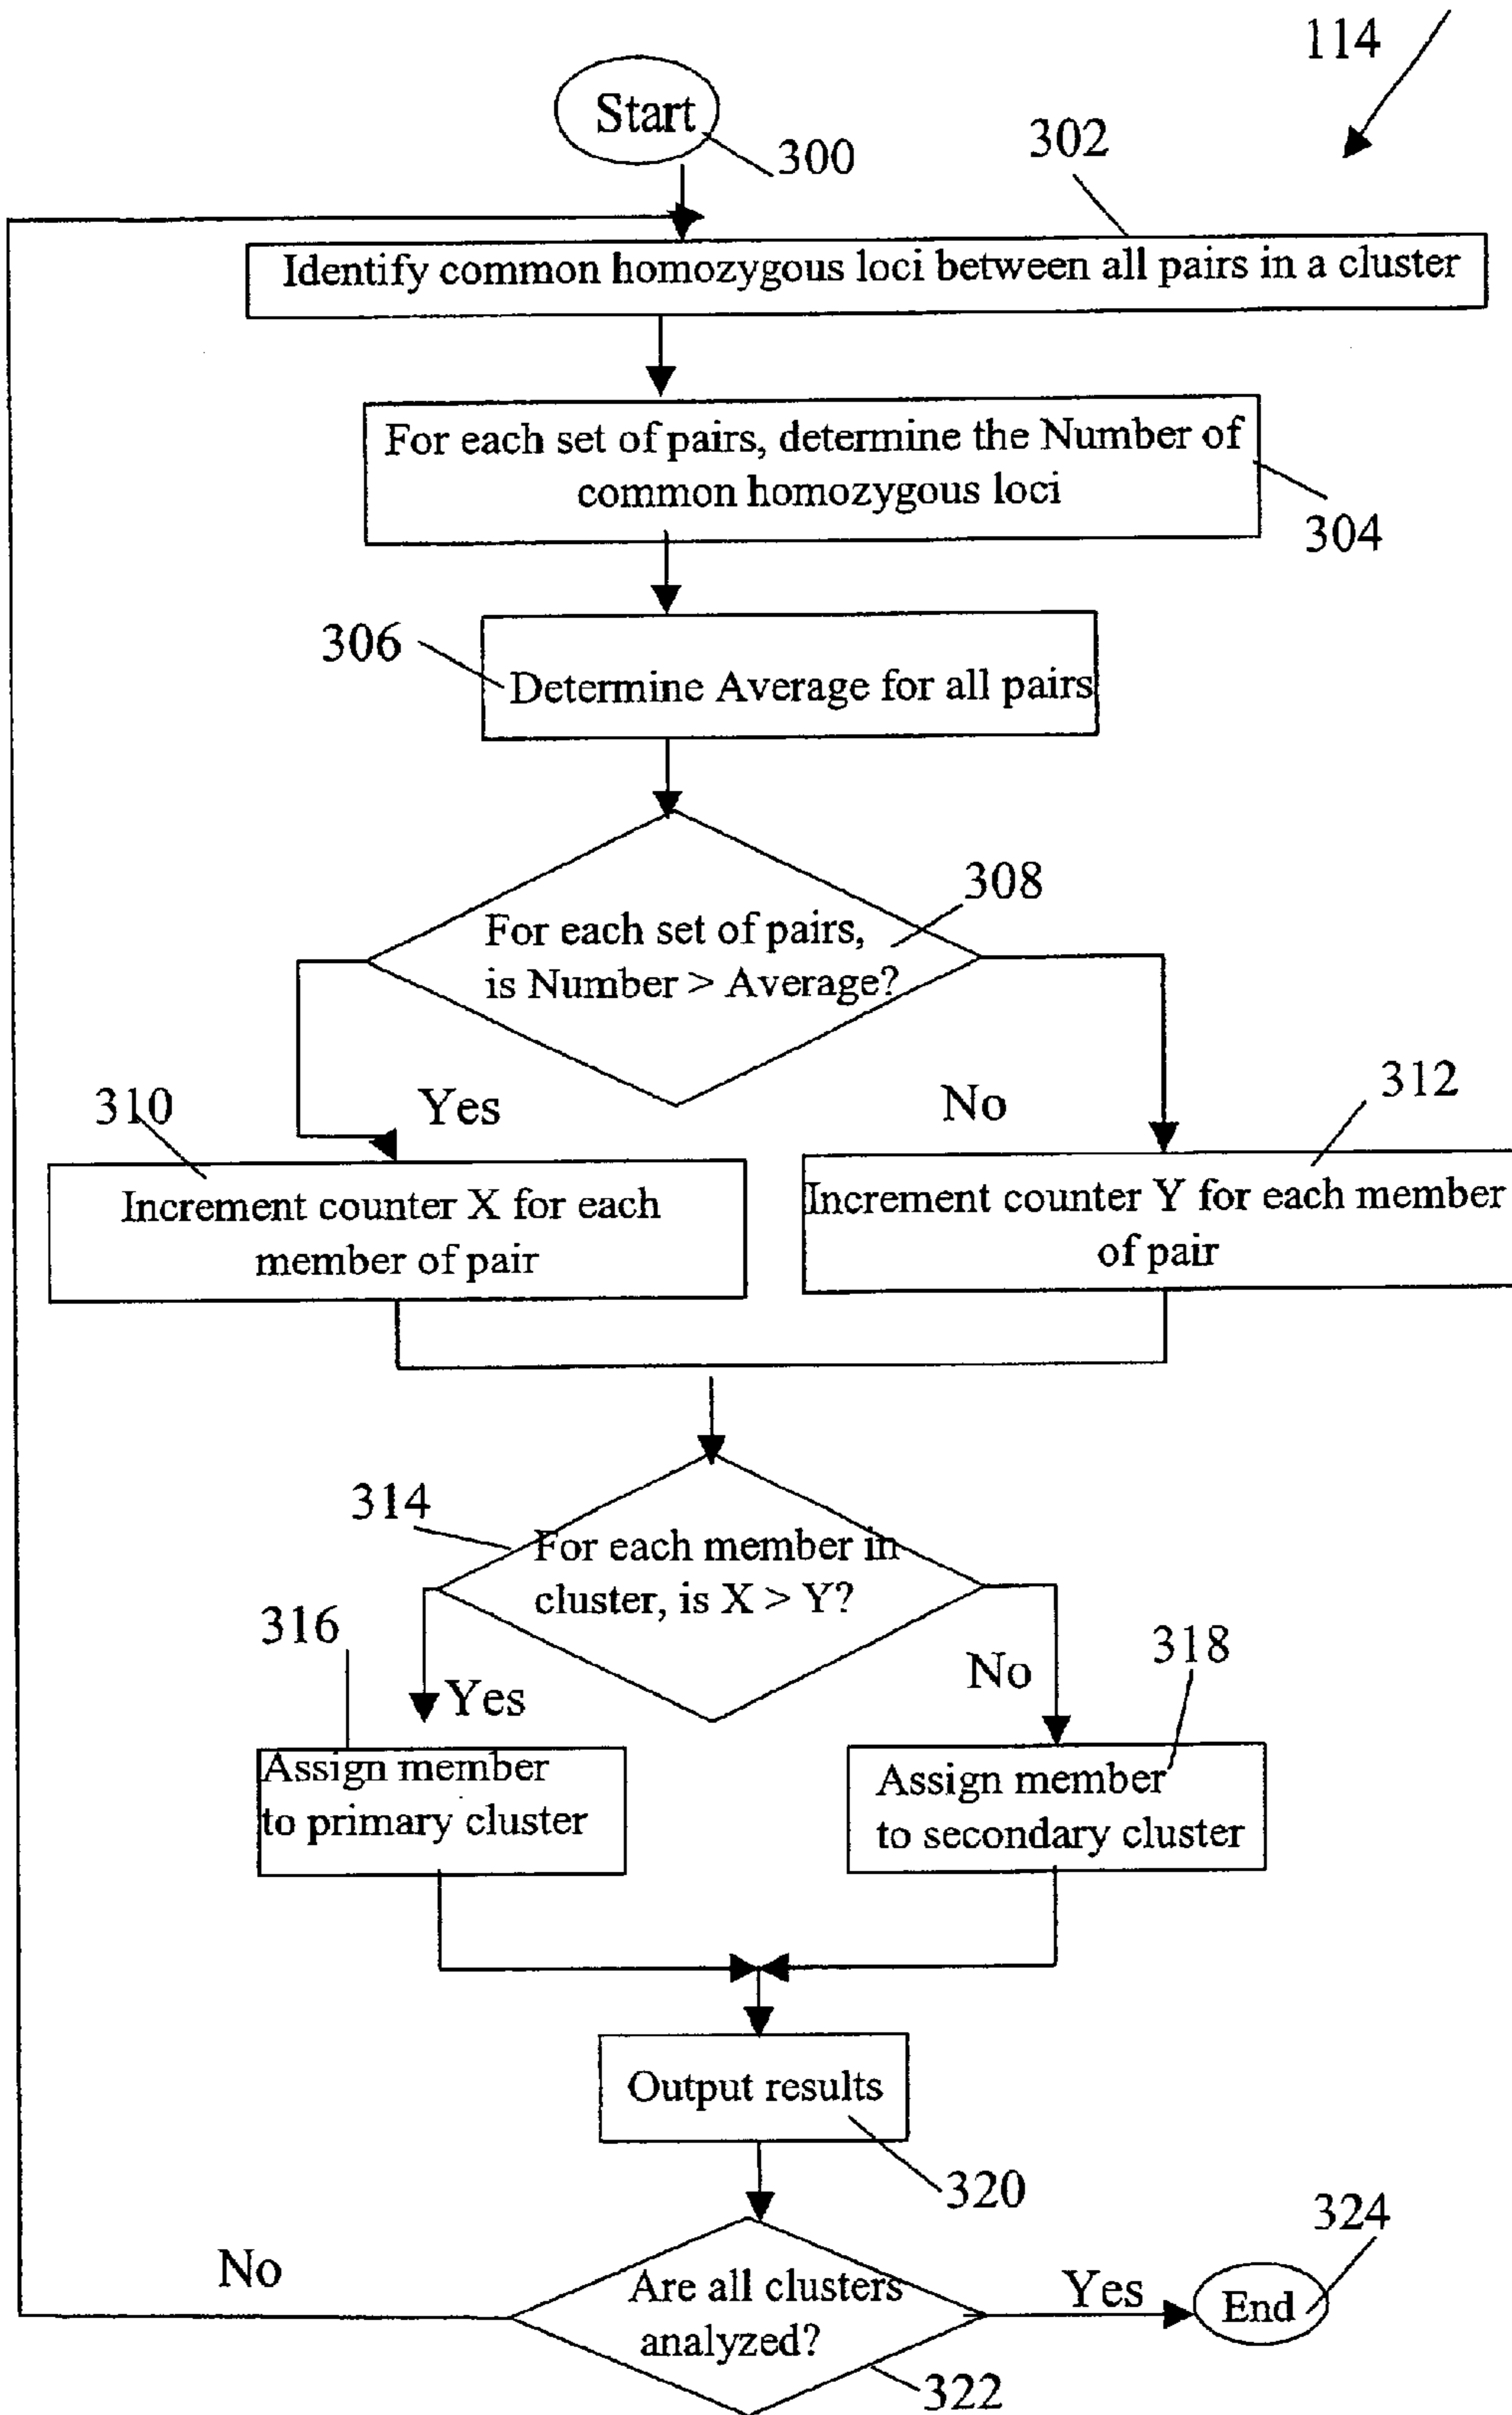 114
Start
300
302
Identify common homozygous loci between all pairs in a cluster
For each set of pairs, determine the Number of
common homozygous loci
304
306
Determine Average for all pairs
308
For each set of pairs,
is Number > Average?
310
Yes
No
312
Increment counter X for each
member of pair
Increment counter Y for each member
of pair
314
For each member in
cluster, is X > Y?
316
Yes
No
318
Assign member
to primary cluster
Assign member
to secondary cluster
Output results
320
324
No
Are all clusters
analyzed?
Yes
End
322